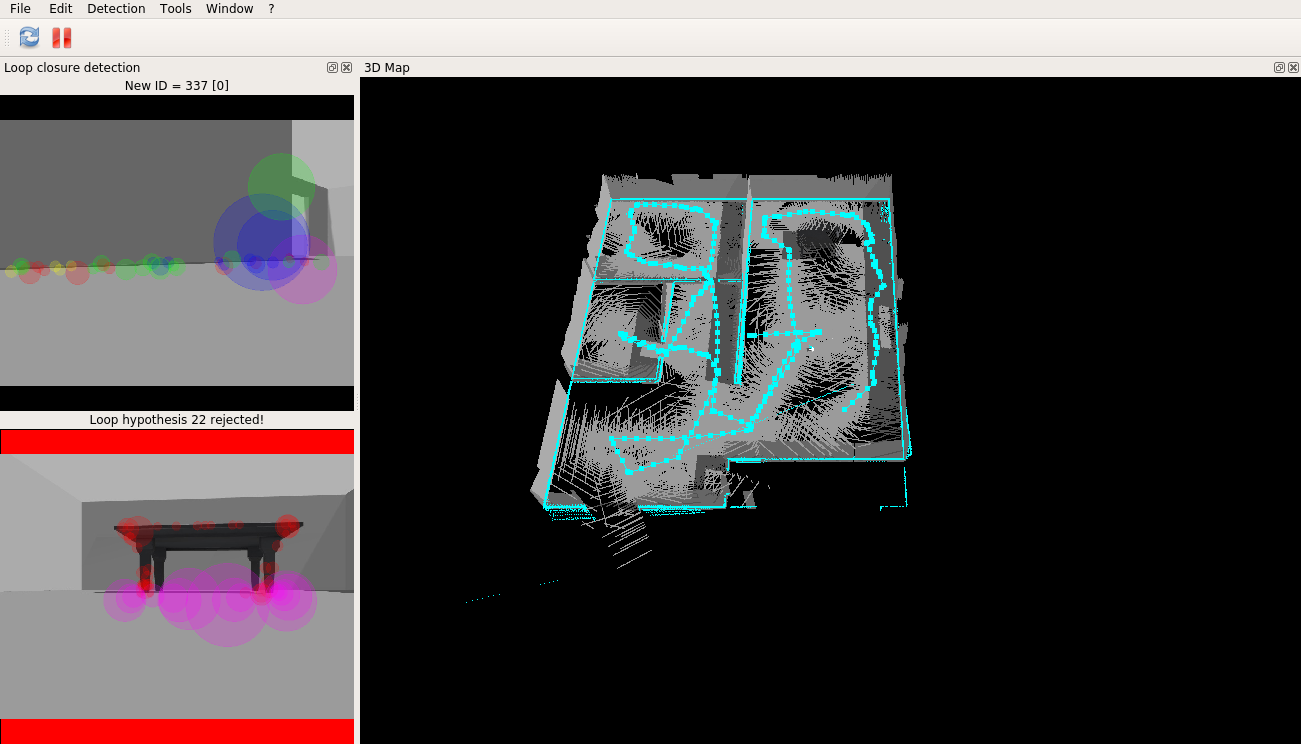 File Edit Detection Tools Window ?
Loop closure detection
New ID = 337 [0]
Loop hypothesis 22 rejected!
3D Map